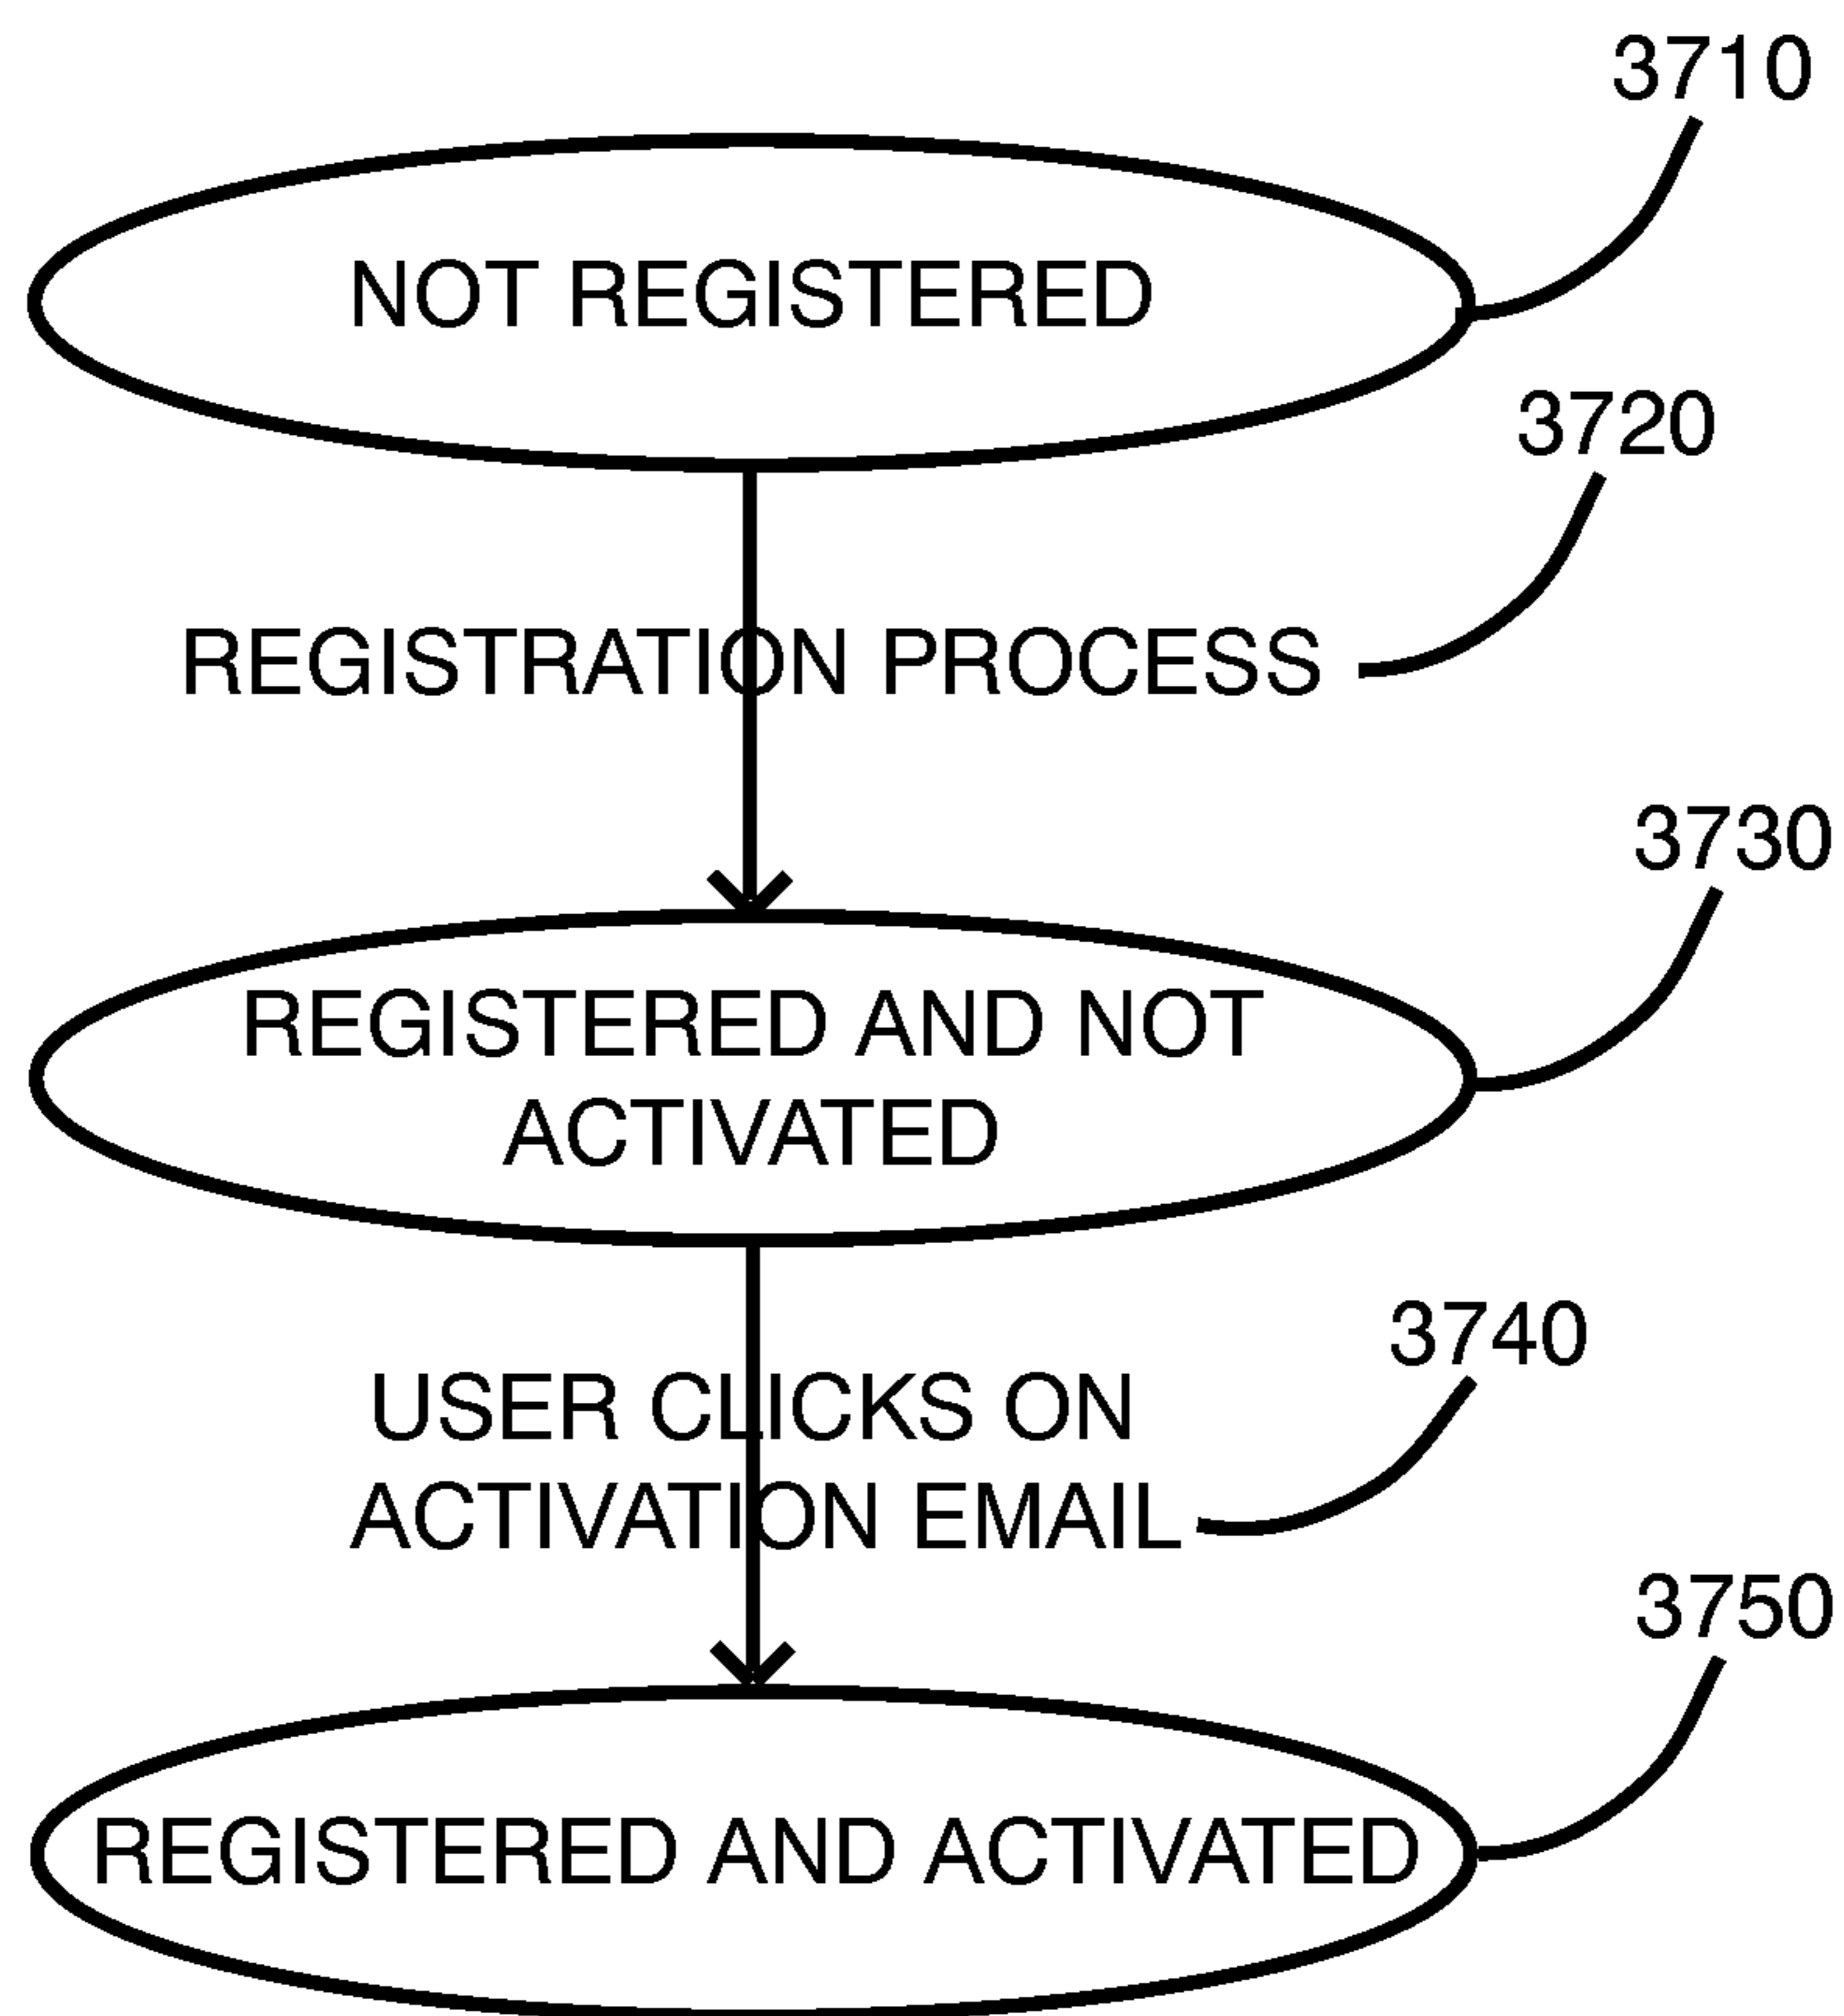 3710
NOT REGISTERED
3720
REGISTRATION PROCESS
3730
REGISTERED AND NOT
ACTIVATED
3740
USER CLICKS ON
ACTIVATION EMAIL
3750
REGISTERED AND ACTIVATED